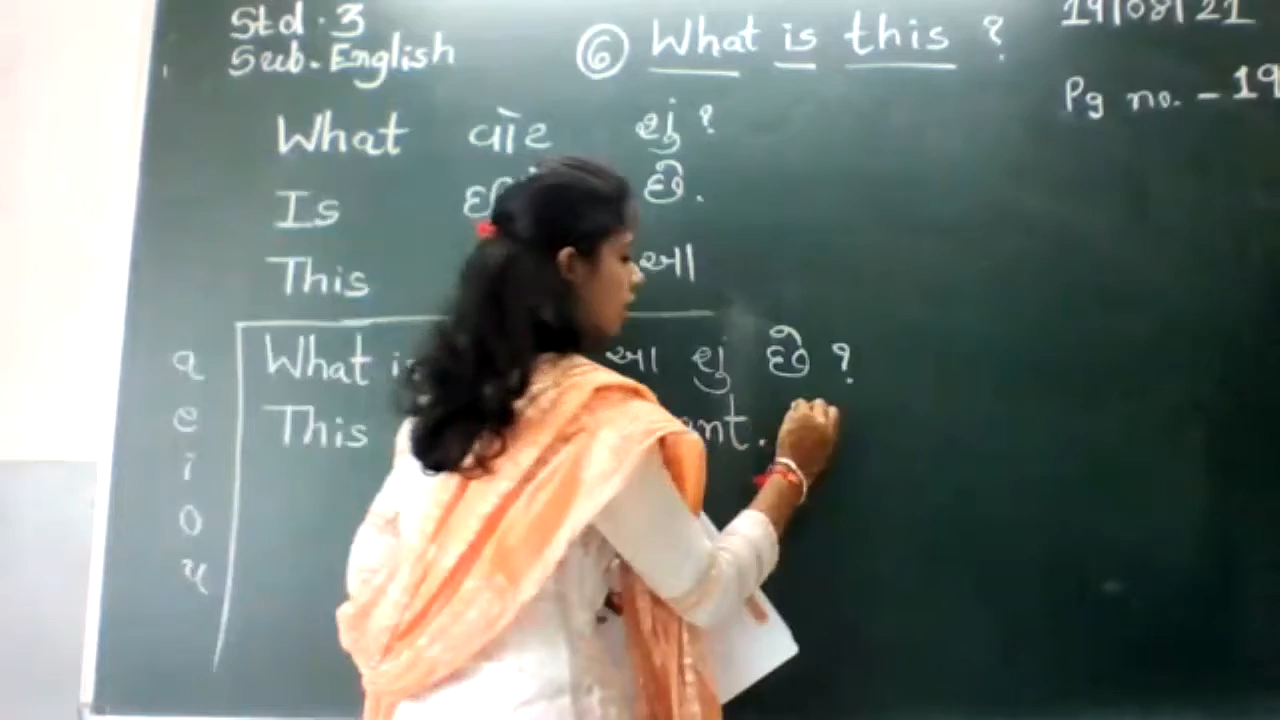 Std. 3
Sub. English
⑥ What is this ?
19/08/21
Pg no. - 19
What વોટ શું ?
Is છે.
This આ
What આ શું છે ?
This
a
e
i
o
u